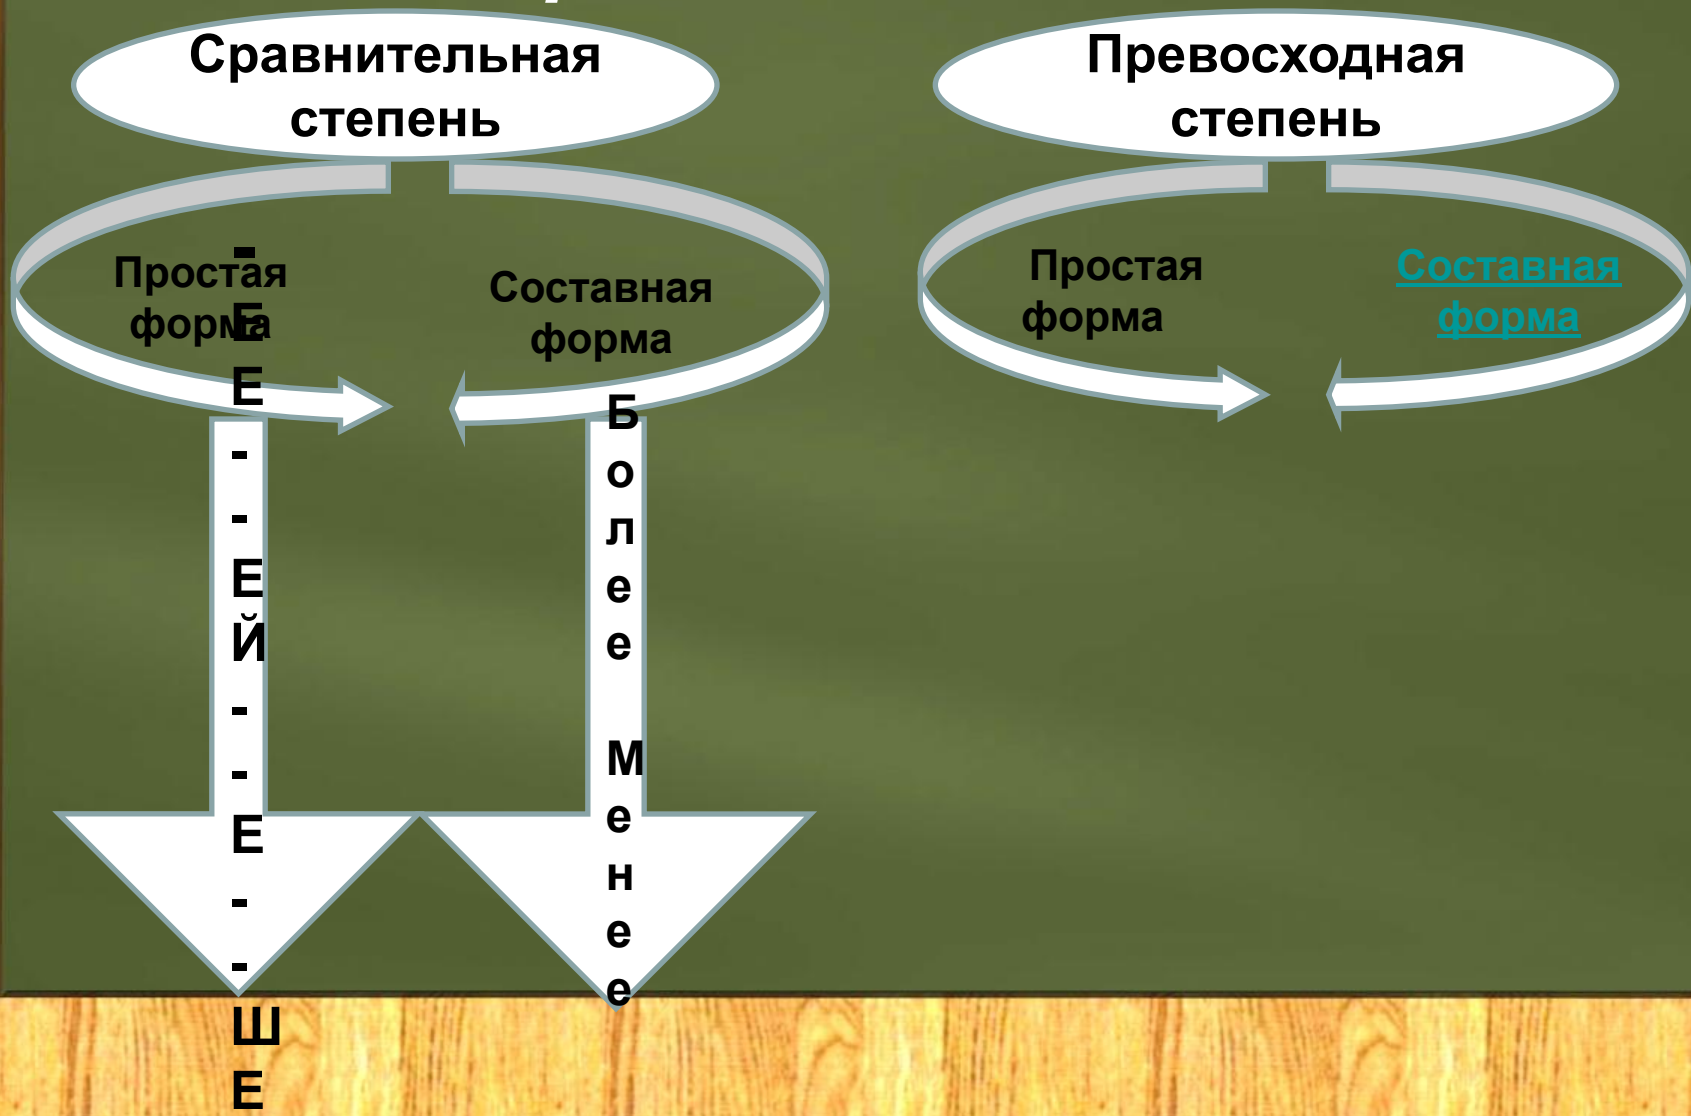 Сравнительная
степень
Превосходная
степень
Простая
форма
Составная
форма
Простая
форма
Составная
форма
-
Е
Е
-
-
Е
Й
-
-
Е
-
-
Ш
Е
Б
о
л
е
е
М
е
н
е
е